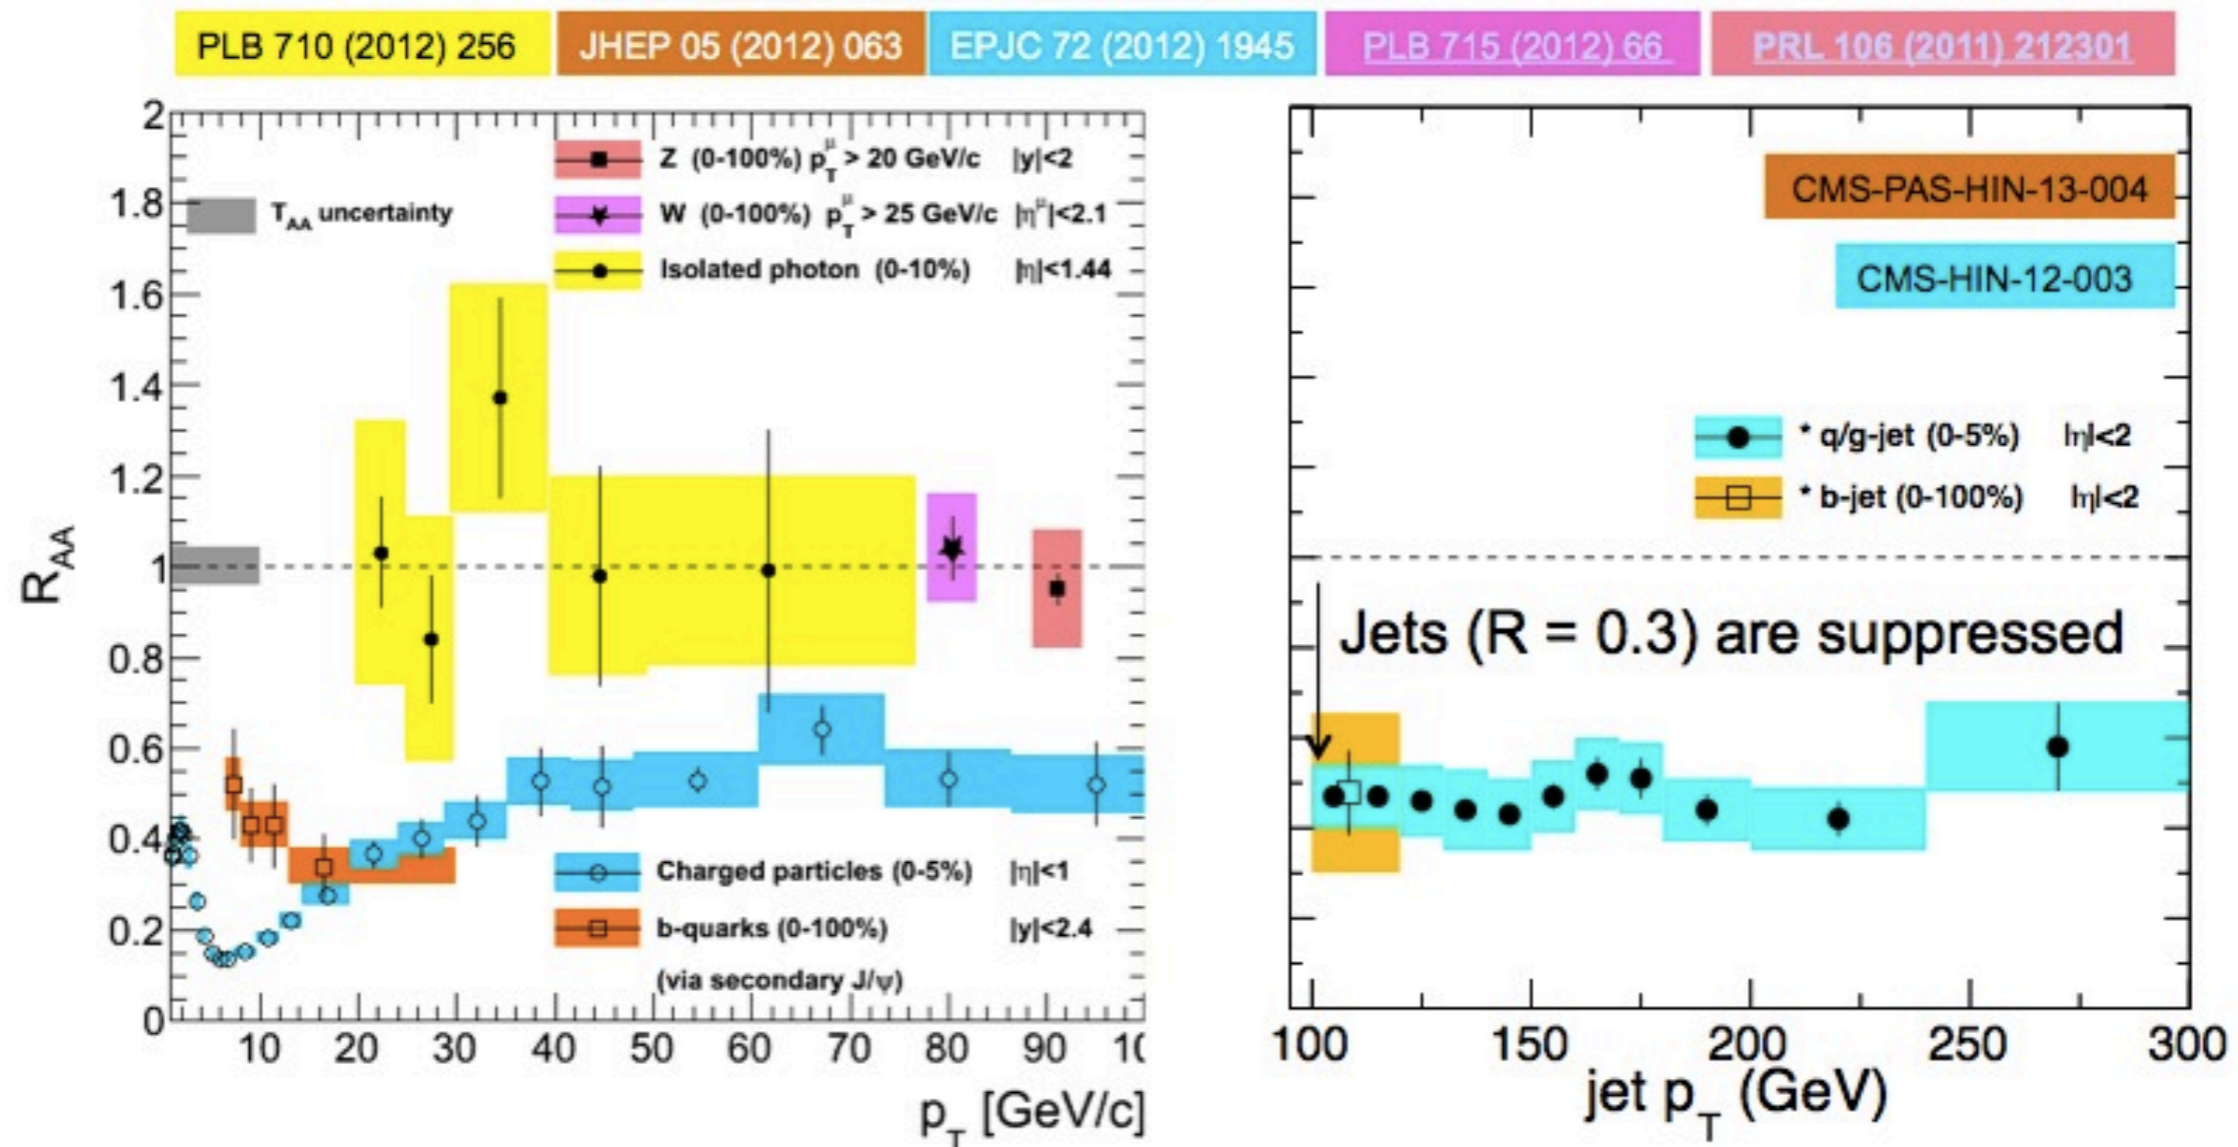 PLB 710 (2012) 256
JHEP 05 (2012) 063
EPJC 72 (2012) 1945
PLB 715 (2012) 66
PRL 106 (2011) 212301
R_AA
2
1.8
1.6
1.4
1.2
1
0.8
0.6
0.4
0.2
0
T_AA uncertainty
Z (0-100%) p_T^μ > 20 GeV/c |y|<2
W (0-100%) p_T^μ > 25 GeV/c |η^μ|<2.1
Isolated photon (0-10%) |η|<1.44
Charged particles (0-5%) |η|<1
b-quarks (0-100%) |y|<2.4
(via secondary J/ψ)
10 20 30 40 50 60 70 80 90 10
p_T [GeV/c]
CMS-PAS-HIN-13-004
CMS-HIN-12-003
* q/g-jet (0-5%) |η|<2
* b-jet (0-100%) |η|<2
Jets (R = 0.3) are suppressed
100 150 200 250 300
jet p_T (GeV)